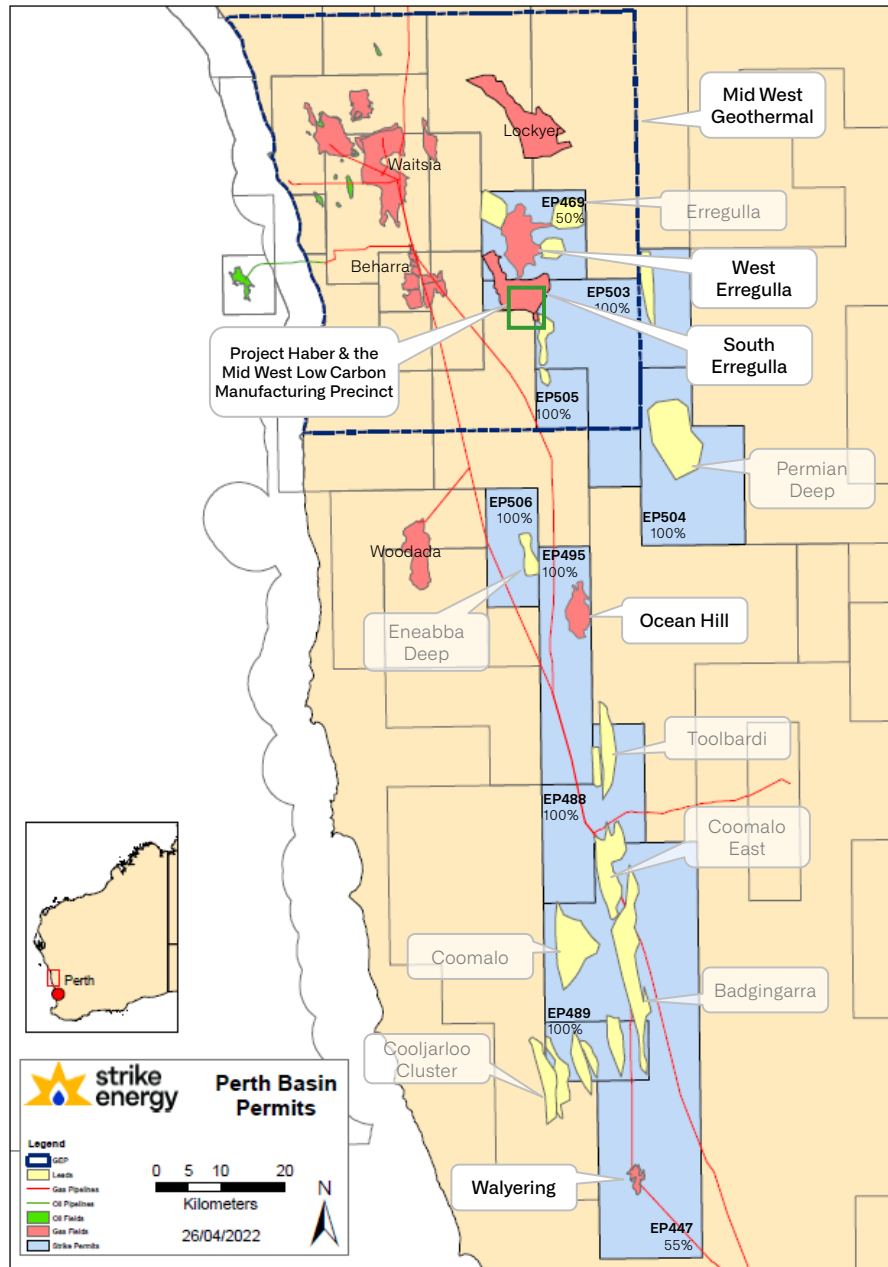 Mid West
Geothermal
Lockyer
Waitsia
EP469
50%
Erregulla
West
Erregulla
Beharra
EP503
100%
South
Erregulla
Project Haber & the
Mid West Low Carbon
Manufacturing Precinct
EP505
100%
Permian
Deep
EP504
100%
EP506
100%
Woodada
EP495
100%
Eneabba
Deep
Ocean Hill
Toolbardi
EP488
100%
Coomalo
East
Coomalo
Badgingarra
EP489
100%
Cooljarloo
Cluster
Walyering
EP447
55%
Perth
strike
energy
Perth Basin
Permits
Legend
GEP
Leads
Gas Pipelines
Oil Pipelines
Oil Fields
Gas Fields
Strike Permits
0 5 10 20
Kilometers
26/04/2022
N